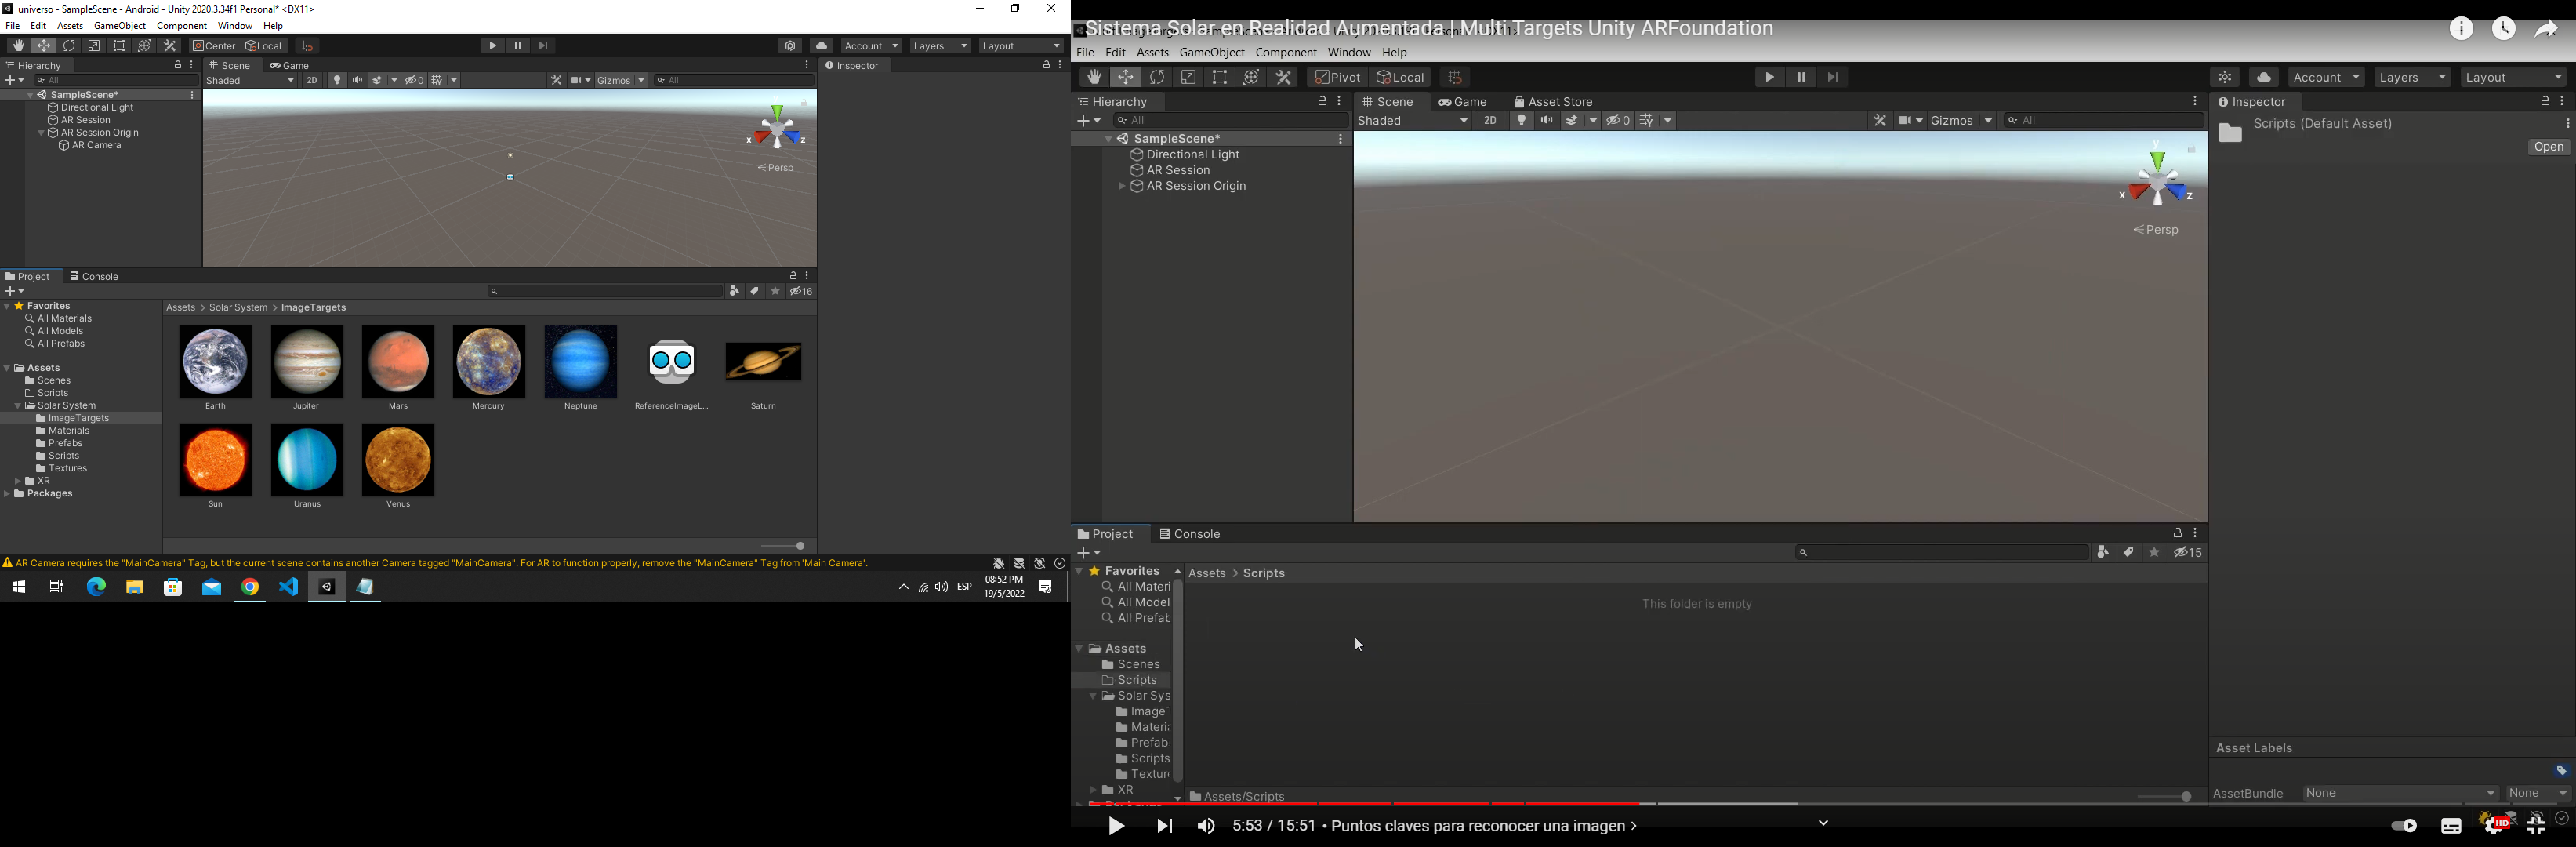 universo - SampleScene - Android - Unity 2020.3.34f1 Personal* <DX11>
File Edit Assets GameObject Component Window Help
Center Local Account Layers Layout
Hierarchy
All
SampleScene*
Directional Light
AR Session
AR Session Origin
AR Camera
Scene Game
Shaded 2D 0 Gizmos All
x z
Persp
Inspector
Project Console
16
Favorites
All Materials
All Models
All Prefabs
Assets
Scenes
Scripts
Solar System
ImageTargets
Materials
Prefabs
Scripts
Textures
XR
Packages
Assets > Solar System > ImageTargets
Earth Jupiter Mars Mercury Neptune ReferenceImageL... Saturn
Sun Uranus Venus
AR Camera requires the "MainCamera" Tag, but the current scene contains another Camera tagged "MainCamera". For AR to function properly, remove the "MainCamera" Tag from 'Main Camera'.
ESP
08:52 PM
19/5/2022
Sistema Solar en Realidad Aumentada | Multi Targets Unity ARFoundation
File Edit Assets GameObject Component Window Help
Pivot Local Account Layers Layout
Hierarchy
All
SampleScene*
Directional Light
AR Session
AR Session Origin
Scene Game Asset Store
Shaded 2D 0 Gizmos All
y
x z
Persp
Inspector
Scripts (Default Asset)
Open
Project Console
15
Favorites
All Materi
All Model
All Prefab
Assets
Scenes
Scripts
Solar Sys
Image
Materi
Prefab
Scripts
Textur
XR
Assets > Scripts
This folder is empty
Assets/Scripts
Asset Labels
AssetBundle None None
5:53 / 15:51 • Puntos claves para reconocer una imagen >
HD